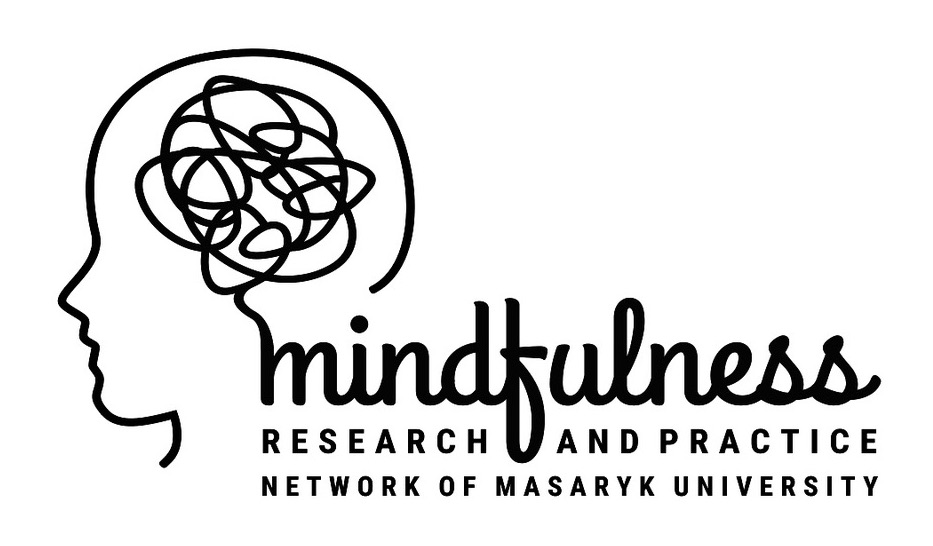 mindfulness
RESEARCH AND PRACTICE
NETWORK OF MASARYK UNIVERSITY